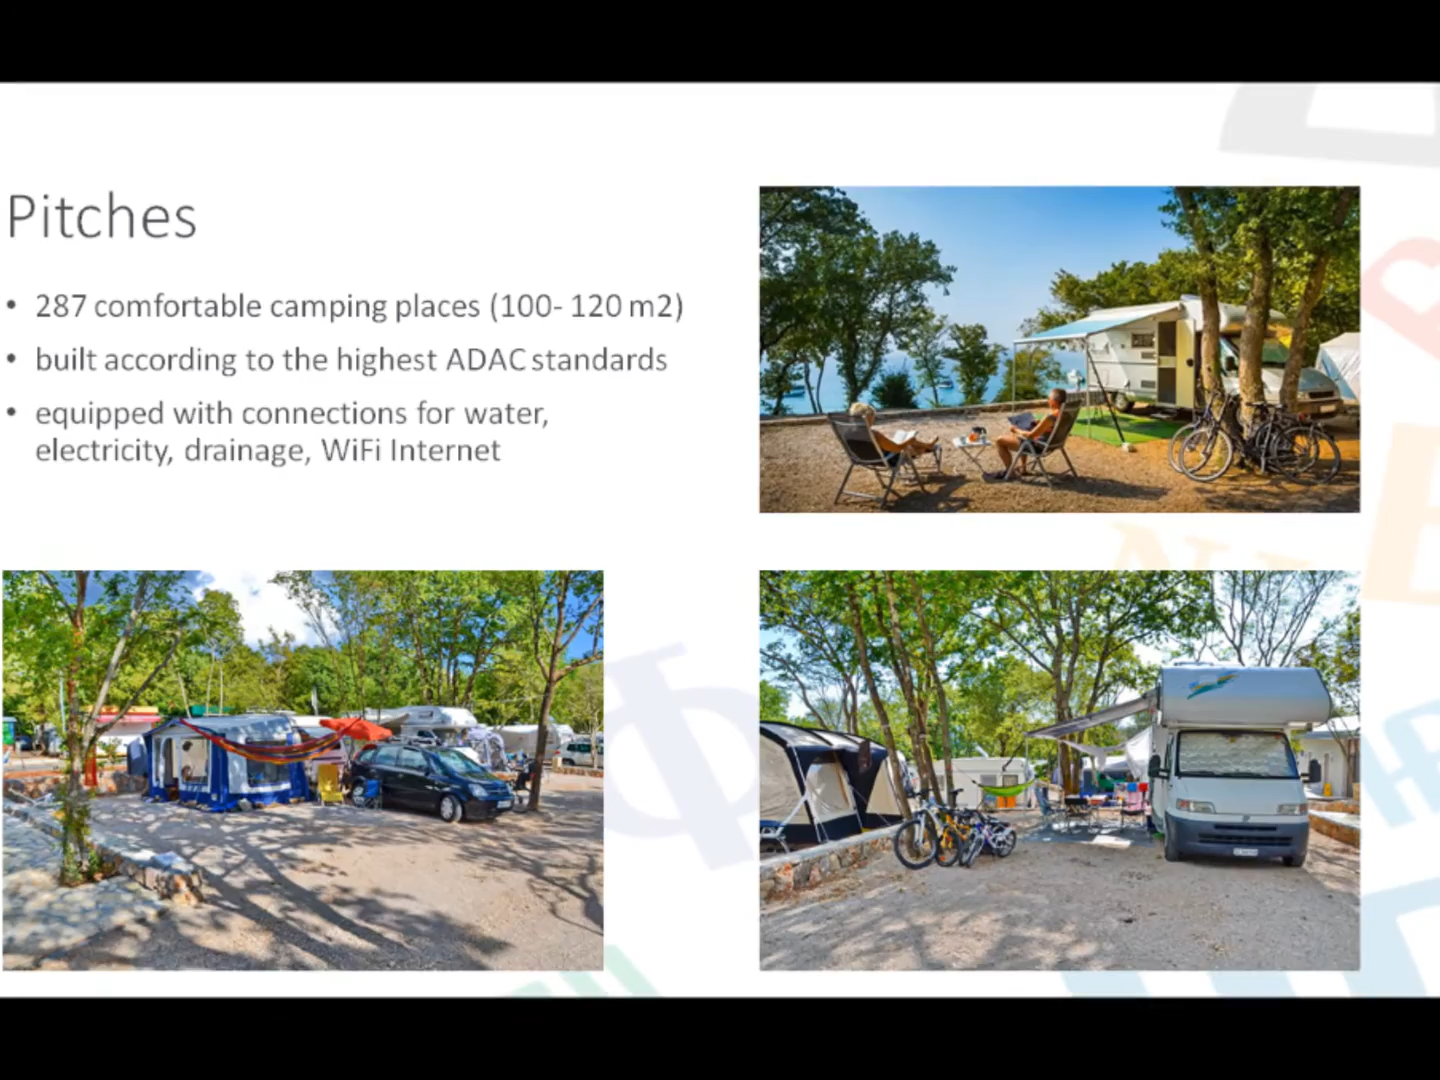 Pitches
• 287 comfortable camping places (100- 120 m2)
• built according to the highest ADAC standards
• equipped with connections for water,
electricity, drainage, WiFi Internet